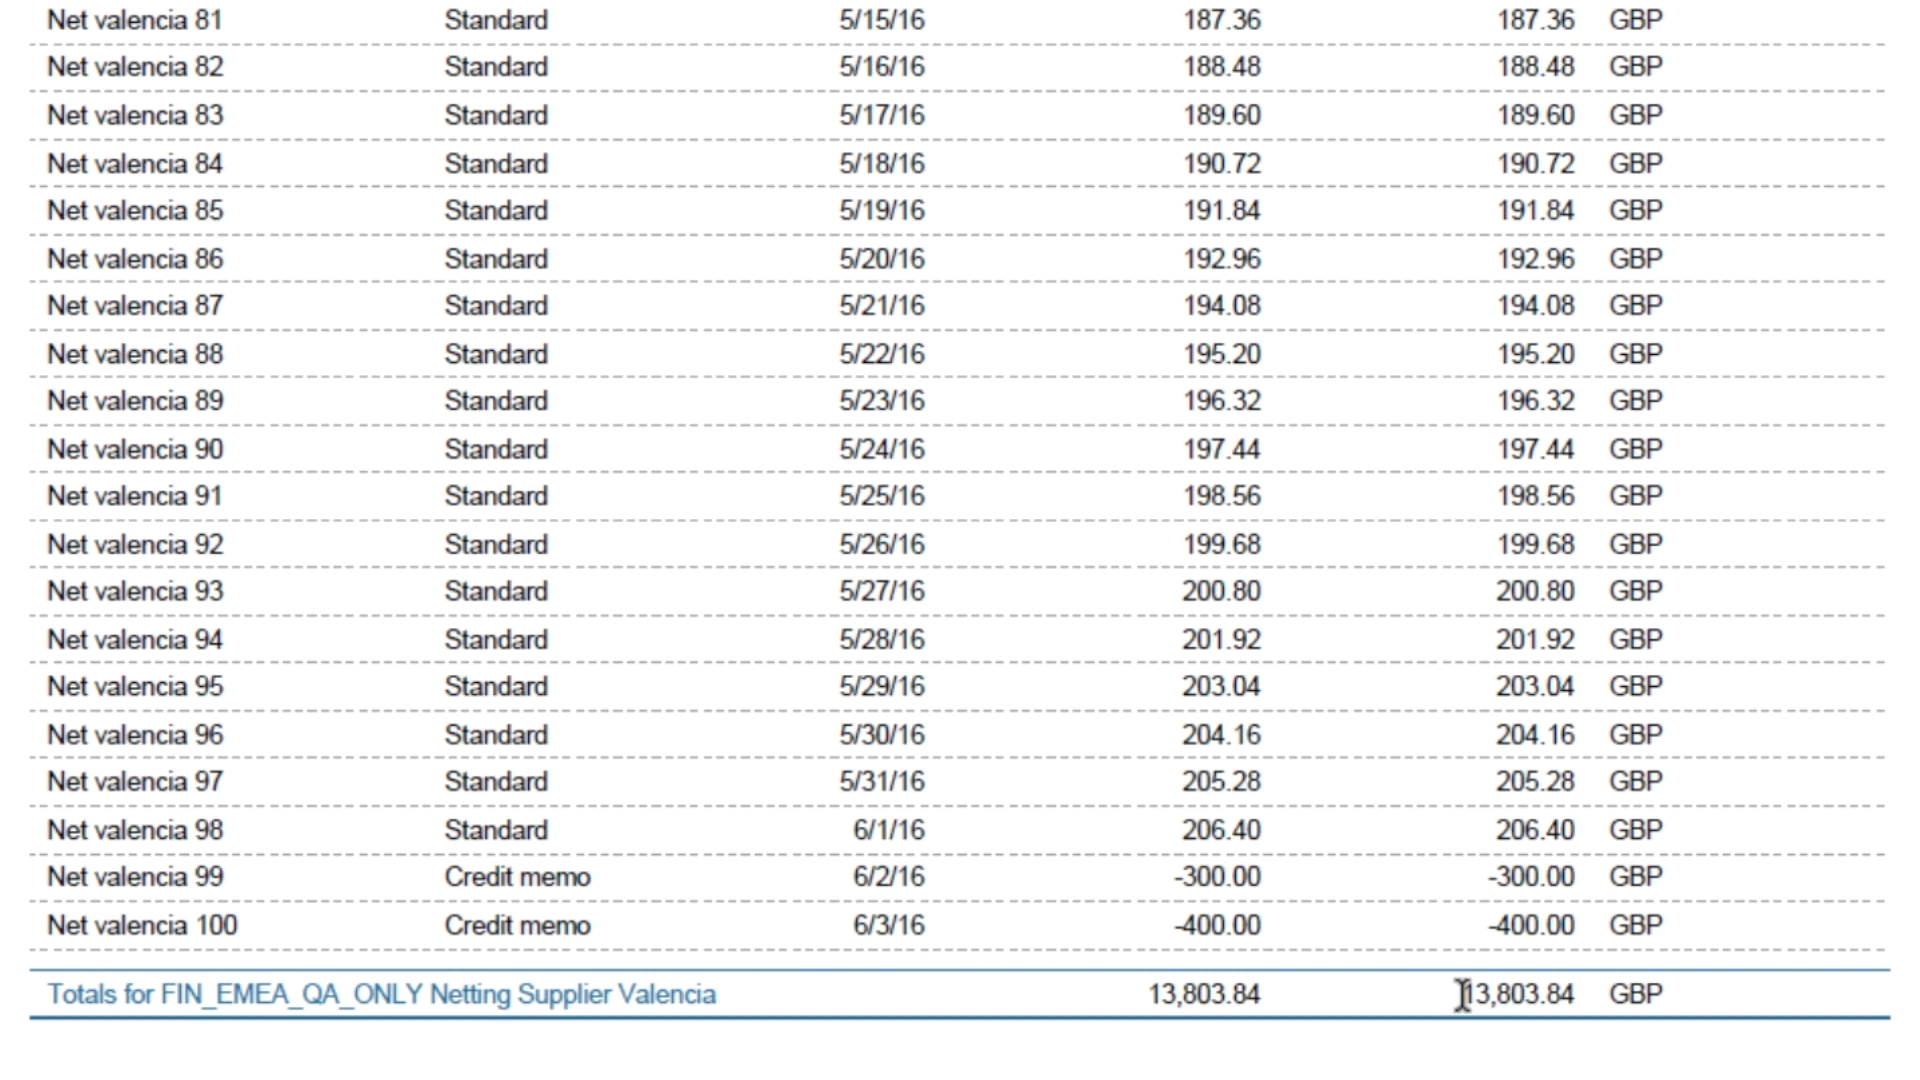 Net valencia 81 Standard 5/15/16 187.36 187.36 GBP
Net valencia 82 Standard 5/16/16 188.48 188.48 GBP
Net valencia 83 Standard 5/17/16 189.60 189.60 GBP
Net valencia 84 Standard 5/18/16 190.72 190.72 GBP
Net valencia 85 Standard 5/19/16 191.84 191.84 GBP
Net valencia 86 Standard 5/20/16 192.96 192.96 GBP
Net valencia 87 Standard 5/21/16 194.08 194.08 GBP
Net valencia 88 Standard 5/22/16 195.20 195.20 GBP
Net valencia 89 Standard 5/23/16 196.32 196.32 GBP
Net valencia 90 Standard 5/24/16 197.44 197.44 GBP
Net valencia 91 Standard 5/25/16 198.56 198.56 GBP
Net valencia 92 Standard 5/26/16 199.68 199.68 GBP
Net valencia 93 Standard 5/27/16 200.80 200.80 GBP
Net valencia 94 Standard 5/28/16 201.92 201.92 GBP
Net valencia 95 Standard 5/29/16 203.04 203.04 GBP
Net valencia 96 Standard 5/30/16 204.16 204.16 GBP
Net valencia 97 Standard 5/31/16 205.28 205.28 GBP
Net valencia 98 Standard 6/1/16 206.40 206.40 GBP
Net valencia 99 Credit memo 6/2/16 -300.00 -300.00 GBP
Net valencia 100 Credit memo 6/3/16 -400.00 -400.00 GBP
Totals for FIN_EMEA_QA_ONLY Netting Supplier Valencia 13,803.84 13,803.84 GBP